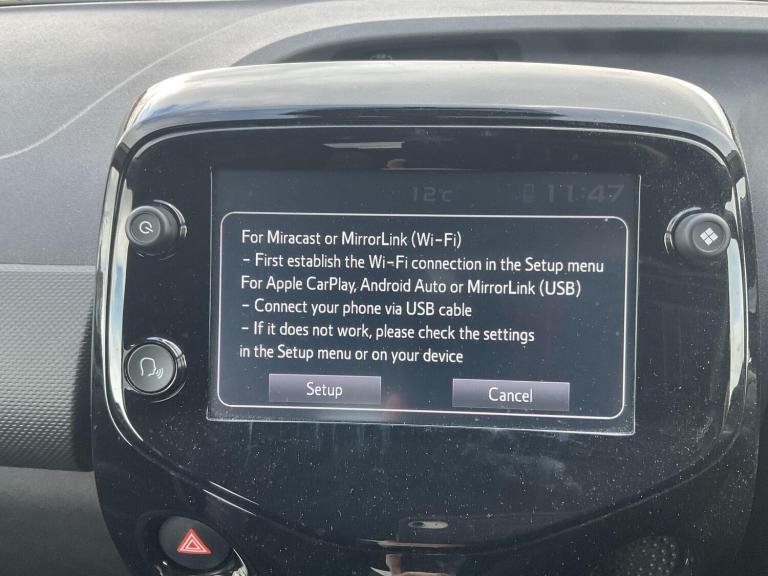 12°C 11:47
For Miracast or MirrorLink (Wi-Fi)
- First establish the Wi-Fi connection in the Setup menu
For Apple CarPlay, Android Auto or MirrorLink (USB)
- Connect your phone via USB cable
- If it does not work, please check the settings
in the Setup menu or on your device
Setup Cancel